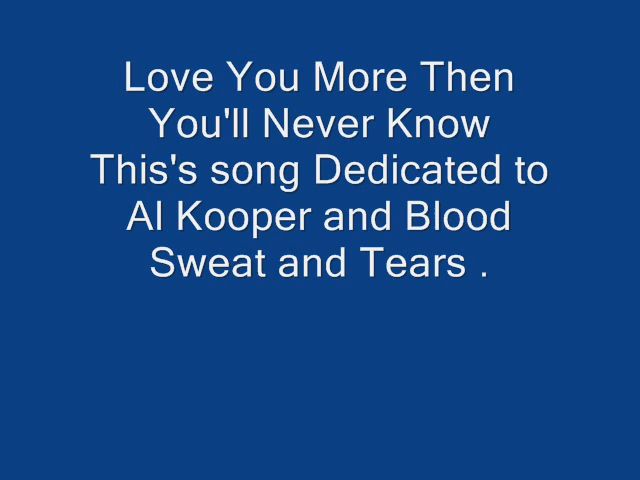 Love You More Then
You'll Never Know
This's song Dedicated to
Al Kooper and Blood
Sweat and Tears .